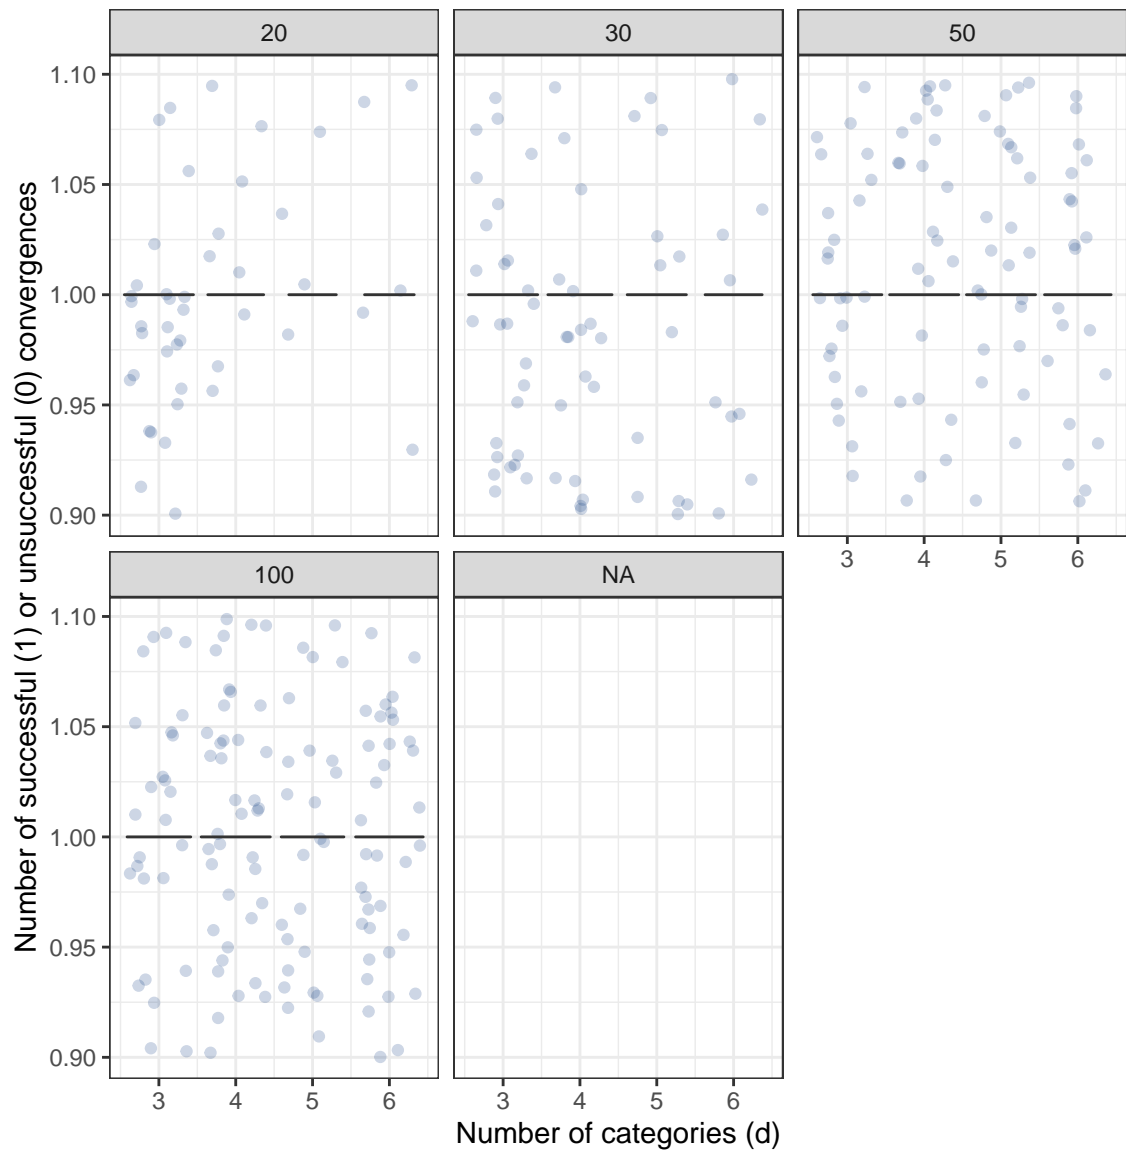 20
30
50
1.10
1.05
1.00
0.95
0.90
3 4 5 6
100
NA
1.10
1.05
1.00
0.95
0.90
3 4 5 6
3 4 5 6
Number of categories (d)
Number of successful (1) or unsuccessful (0) convergences